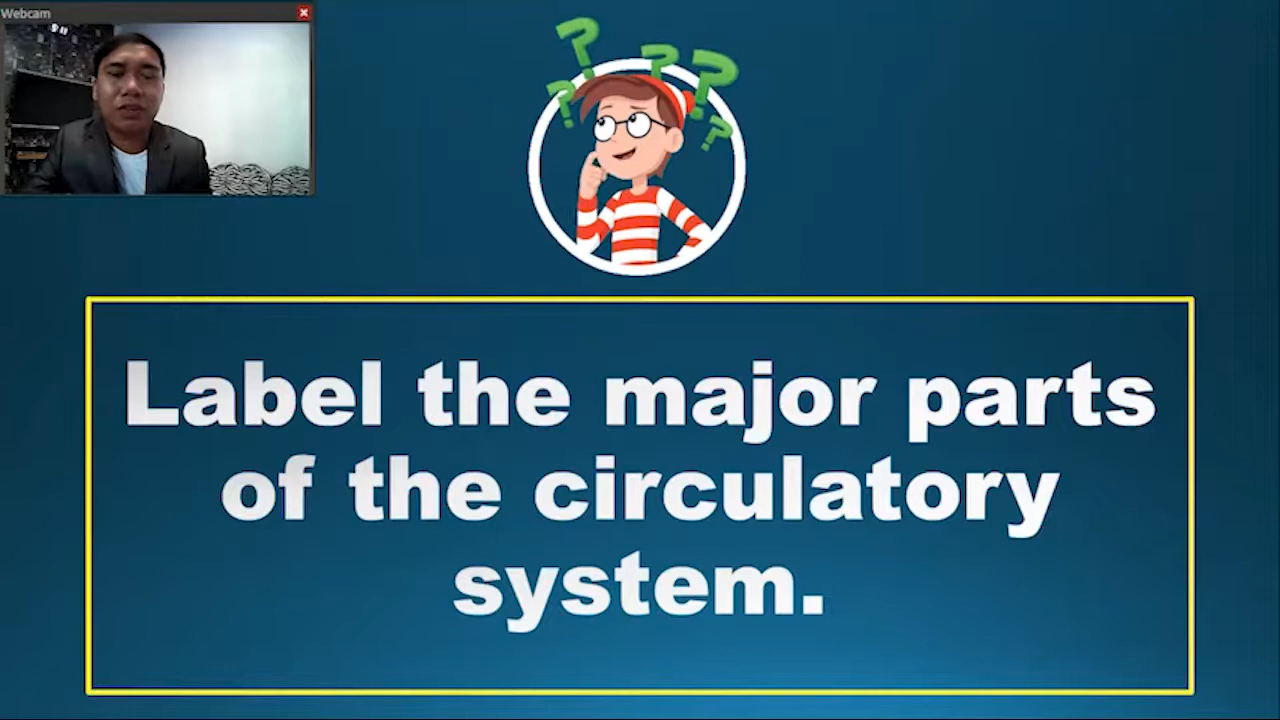 Webcam
Label the major parts
of the circulatory
system.